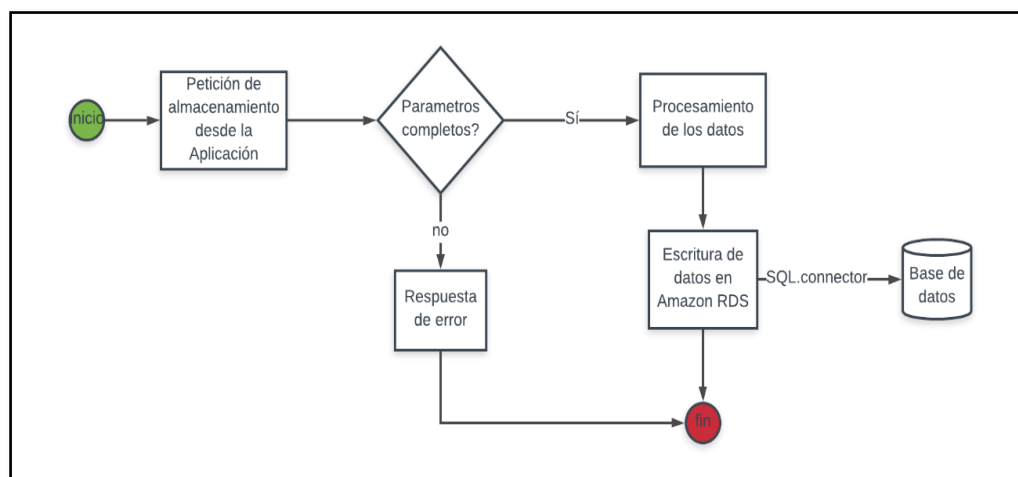 inicio
Petición de
almacenamiento
desde la
Aplicación
Parametros
completos?
Sí
Procesamiento
de los datos
no
Respuesta
de error
Escritura de
datos en
Amazon RDS
SQL.connector
Base de
datos
fin